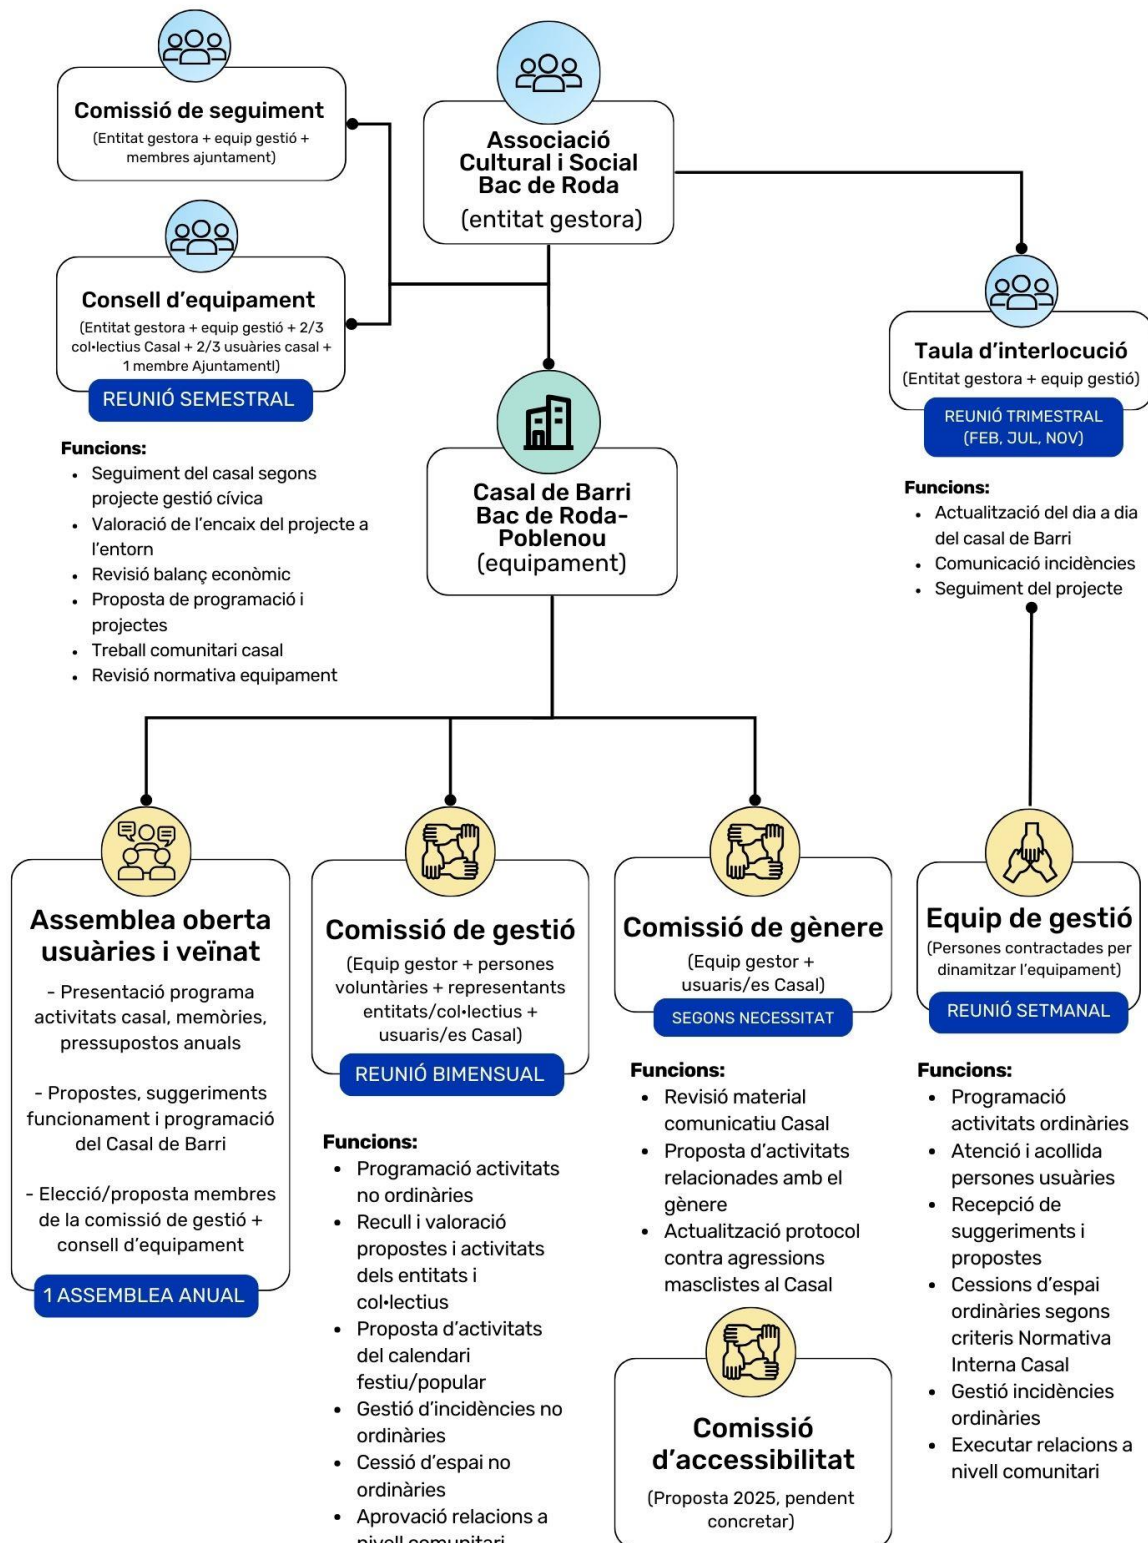 Comissió de seguiment
(Entitat gestora + equip gestió +
membres ajuntament)
Associació
Cultural i Social
Bac de Roda
(entitat gestora)
Consell d'equipament
(Entitat gestora + equip gestió + 2/3
col•lectius Casal + 2/3 usuàries casal +
1 membre Ajuntamentl)
REUNIÓ SEMESTRAL
Funcions:
• Seguiment del casal segons
projecte gestió cívica
• Valoració de l'encaix del projecte a
l'entorn
• Revisió balanç econòmic
• Proposta de programació i
projectes
• Treball comunitari casal
• Revisió normativa equipament
Casal de Barri
Bac de Roda-
Poblenou
(equipament)
Taula d'interlocució
(Entitat gestora + equip gestió)
REUNIÓ TRIMESTRAL
(FEB, JUL, NOV)
Funcions:
• Actualització del dia a dia
del casal de Barri
• Comunicació incidències
• Seguiment del projecte
Assemblea oberta
usuàries i veïnat
- Presentació programa
activitats casal, memòries,
pressupostos anuals
- Propostes, suggeriments
funcionament i programació
del Casal de Barri
- Elecció/proposta membres
de la comissió de gestió +
consell d'equipament
1 ASSEMBLEA ANUAL
Comissió de gestió
(Equip gestor + persones
voluntàries + representants
entitats/col•lectius +
usuaris/es Casal)
REUNIÓ BIMENSUAL
Funcions:
• Programació activitats
no ordinàries
• Recull i valoració
propostes i activitats
dels entitats i
col•lectius
• Proposta d'activitats
del calendari
festiu/popular
• Gestió d'incidències no
ordinàries
• Cessió d'espai no
ordinàries
• Aprovació relacions a
nivell comunitari
Comissió de gènere
(Equip gestor +
usuaris/es Casal)
SEGONS NECESSITAT
Funcions:
• Revisió material
comunicatiu Casal
• Proposta d'activitats
relacionades amb el
gènere
• Actualització protocol
contra agressions
masclistes al Casal
Comissió
d'accessibilitat
(Proposta 2025, pendent
concretar)
Equip de gestió
(Persones contractades per
dinamitzar l'equipament)
REUNIÓ SETMANAL
Funcions:
• Programació
activitats ordinàries
• Atenció i acollida
persones usuàries
• Recepció de
suggeriments i
propostes
• Cessions d'espai
ordinàries segons
criteris Normativa
Interna Casal
• Gestió incidències
ordinàries
• Executar relacions a
nivell comunitari